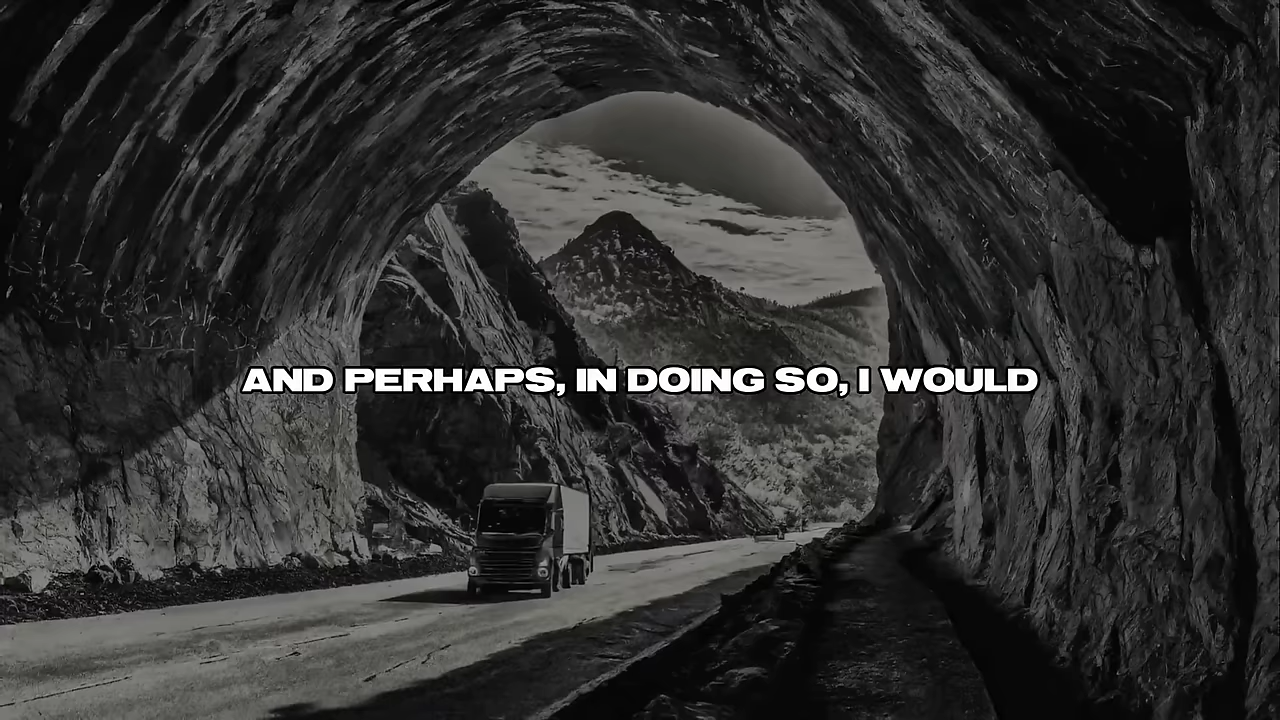 AND PERHAPS, IN DOING SO, I WOULD